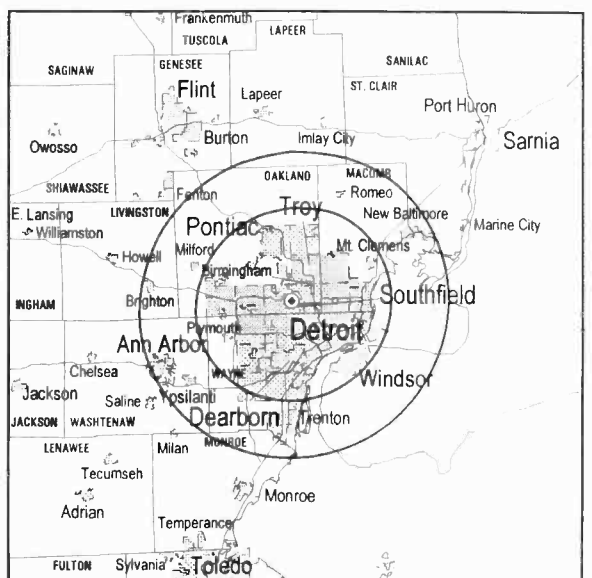 Frankenmuth
LAPEER
TUSCOLA
GENESEE
SANILAC
SAGINAW
ST. CLAIR
Flint
Lapeer
Port Huron
Burton
Imlay City
Sarnia
Owosso
OAKLAND
MACOMB
SHIAWASSEE
Fenton
Romeo
Troy
E. Lansing
LIVINGSTON
New Baltimore
Williamston
Pontiac
Marine City
Milford
Mt. Clemens
Howell
Birmingham
Brighton
Southfield
INGHAM
Plymouth
Detroit
Ann Arbor
Chelsea
WAYNE
Windsor
Jackson
Saline
Ypsilanti
JACKSON
WASHTENAW
Dearborn
Trenton
LENAWEE
Milan
MONROE
Tecumseh
Monroe
Adrian
Temperance
FULTON
Sylvania
Toledo